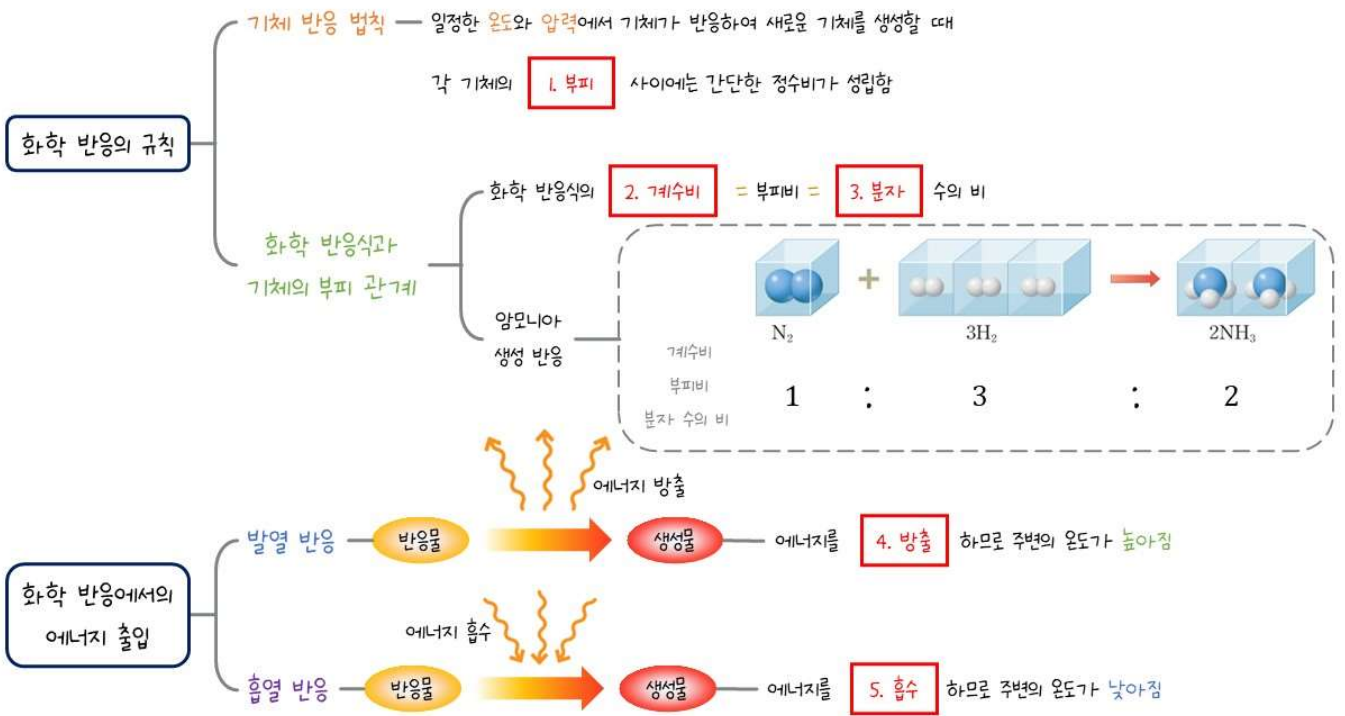 기체 반응 법칙
일정한 온도와 압력에서 기체가 반응하여 새로운 기체를 생성할 때
각 기체의 1. 부피 사이에는 간단한 정수비가 성립함
화학 반응의 규칙
화학 반응식의 2. 계수비 = 부피비 = 3. 분자 수의 비
화학 반응식과
기체의 부피 관계
암모니아
생성 반응
+
N₂ 3H₂ 2NH₃
계수비
부피비
분자 수의 비
1 : 3 : 2
에너지 방출
발열 반응 반응물 생성물 에너지를 4. 방출 하므로 주변의 온도가 높아짐
화학 반응에서의
에너지 출입
에너지 흡수
흡열 반응 반응물 생성물 에너지를 5. 흡수 하므로 주변의 온도가 낮아짐